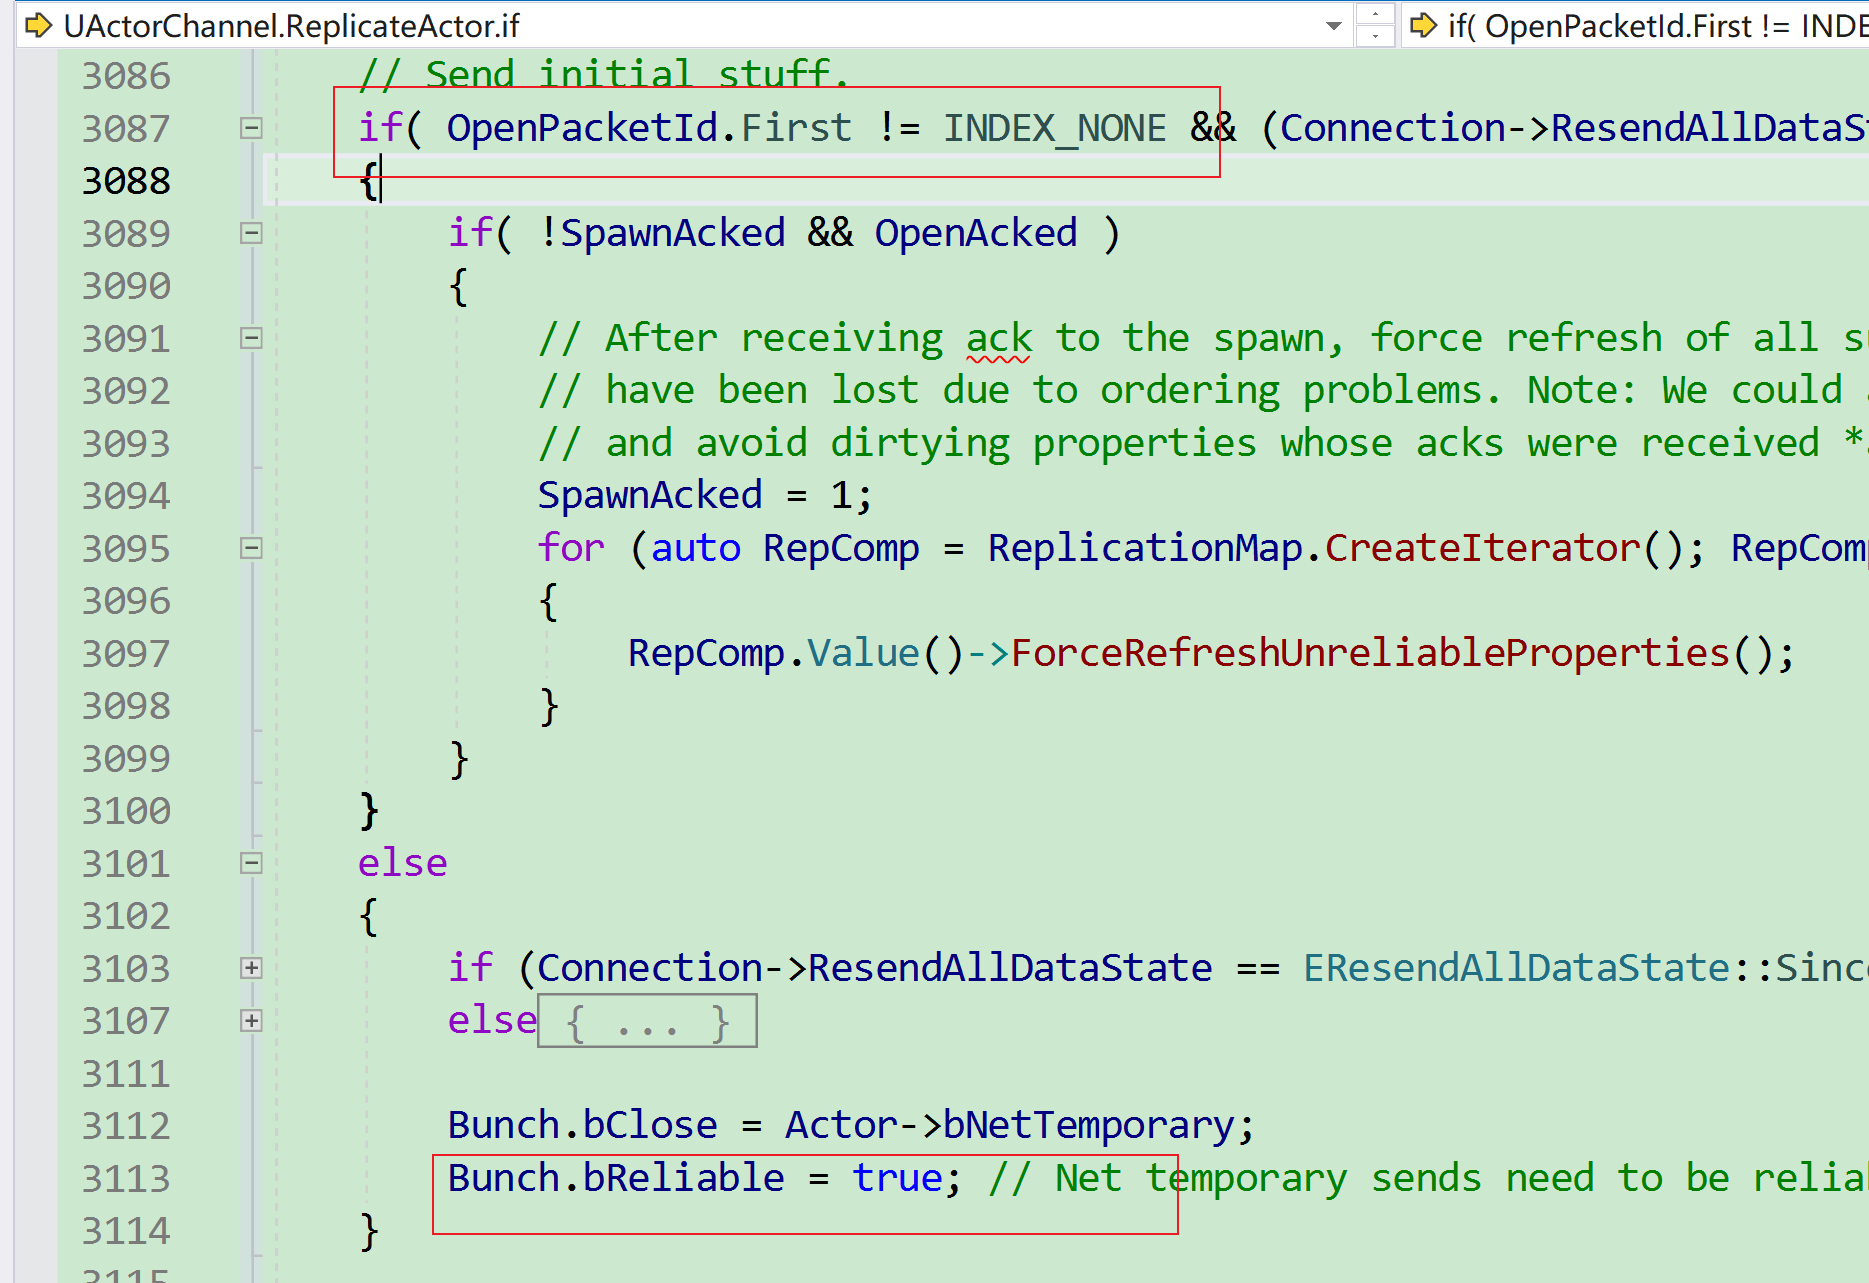 UActorChannel.ReplicateActor.if
if( OpenPacketId.First != INDE
3086 // Send initial stuff.
3087 if( OpenPacketId.First != INDEX_NONE && (Connection->ResendAllDataSt
3088 {
3089 if( !SpawnAcked && OpenAcked )
3090 {
3091 // After receiving ack to the spawn, force refresh of all su
3092 // have been lost due to ordering problems. Note: We could a
3093 // and avoid dirtying properties whose acks were received *a
3094 SpawnAcked = 1;
3095 for (auto RepComp = ReplicationMap.CreateIterator(); RepComp
3096 {
3097 RepComp.Value()->ForceRefreshUnreliableProperties();
3098 }
3099 }
3100 }
3101 else
3102 {
3103 if (Connection->ResendAllDataState == EResendAllDataState::Since
3107 else{ ... }
3111
3112 Bunch.bClose = Actor->bNetTemporary;
3113 Bunch.bReliable = true; // Net temporary sends need to be reliab
3114 }
3115